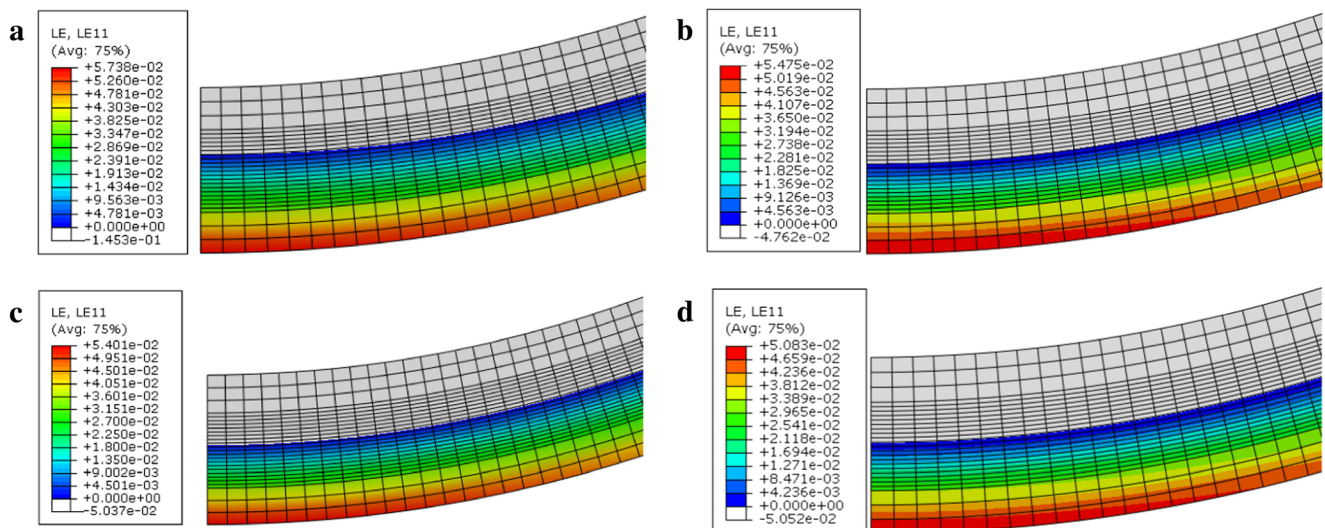 a
LE, LE11
(Avg: 75%)
+5.738e-02
+5.260e-02
+4.781e-02
+4.303e-02
+3.825e-02
+3.347e-02
+2.869e-02
+2.391e-02
+1.913e-02
+1.434e-02
+9.563e-03
+4.781e-03
+0.000e+00
-1.453e-01
b
LE, LE11
(Avg: 75%)
+5.475e-02
+5.019e-02
+4.563e-02
+4.107e-02
+3.650e-02
+3.194e-02
+2.738e-02
+2.281e-02
+1.825e-02
+1.369e-02
+9.126e-03
+4.563e-03
+0.000e+00
-4.762e-02
c
LE, LE11
(Avg: 75%)
+5.401e-02
+4.951e-02
+4.501e-02
+4.051e-02
+3.601e-02
+3.151e-02
+2.700e-02
+2.250e-02
+1.800e-02
+1.350e-02
+9.002e-03
+4.501e-03
+0.000e+00
-5.037e-02
d
LE, LE11
(Avg: 75%)
+5.083e-02
+4.659e-02
+4.236e-02
+3.812e-02
+3.389e-02
+2.965e-02
+2.541e-02
+2.118e-02
+1.694e-02
+1.271e-02
+8.471e-03
+4.236e-03
+0.000e+00
-5.052e-02